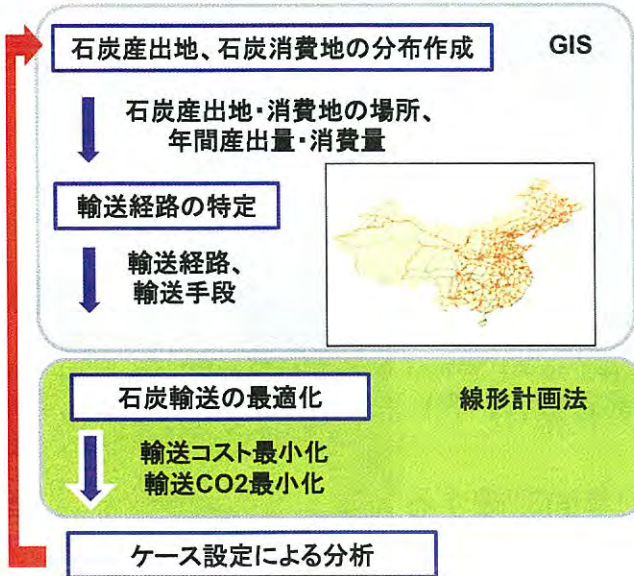 石炭産出地、石炭消費地の分布作成
GIS
石炭産出地・消費地の場所、
年間産出量・消費量
輸送経路の特定
輸送経路、
輸送手段
石炭輸送の最適化
線形計画法
輸送コスト最小化
輸送CO2最小化
ケース設定による分析